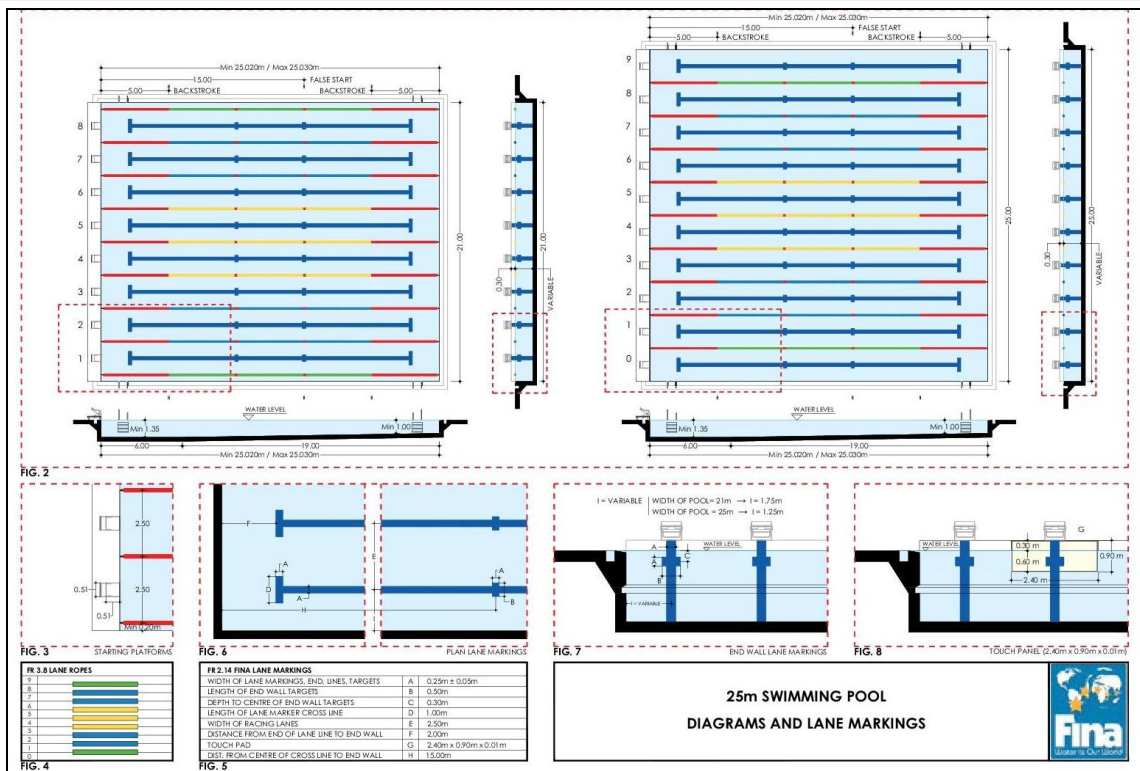 Min 25.020m / Max 25.030m
15.00
FALSE START
5.00
BACKSTROKE
BACKSTROKE
5.00
8
7
6
5
4
3
2
1
21.00
21.00
0.30
VARIABLE
WATER LEVEL
Min 1.35
Min 1.00
6.00
19.00
Min 25.020m / Max 25.030m
Min 25.020m / Max 25.030m
15.00
FALSE START
5.00
BACKSTROKE
BACKSTROKE
5.00
9
8
7
6
5
4
3
2
1
0
25.00
25.00
0.30
VARIABLE
WATER LEVEL
Min 1.35
Min 1.00
6.00
19.00
Min 25.020m / Max 25.030m
FIG. 2
2.50
2.50
0.51
0.51
Min 0.20m
FIG. 3
STARTING PLATFORMS
F
A
D
A
H
E
A
B
FIG. 6
PLAN LANE MARKINGS
I = VARIABLE
WIDTH OF POOL= 21m → I = 1.75m
WIDTH OF POOL = 25m → I = 1.25m
WATER LEVEL
A
C
A
B
I = VARIABLE
FIG. 7
END WALL LANE MARKINGS
G
WATER LEVEL
0.30 m
0.60 m
0.90 m
2.40 m
FIG. 8
TOUCH PANEL (2.40m x 0.90m x 0.01m)
FR 3.8 LANE ROPES
9
8
7
6
5
4
3
2
1
0
FIG. 4
FR 2.14 FINA LANE MARKINGS
WIDTH OF LANE MARKINGS, END, LINES, TARGETS A 0.25m ± 0.05m
LENGTH OF END WALL TARGETS B 0.50m
DEPTH TO CENTRE OF END WALL TARGETS C 0.30m
LENGTH OF LANE MARKER CROSS LINE D 1.00m
WIDTH OF RACING LANES E 2.50m
DISTANCE FROM END OF LANE LINE TO END WALL F 2.00m
TOUCH PAD G 2.40m x 0.90m x 0.01m
DIST. FROM CENTRE OF CROSS LINE TO END WALL H 15.00m
FIG. 5
25m SWIMMING POOL
DIAGRAMS AND LANE MARKINGS
Fina
Water is Our World